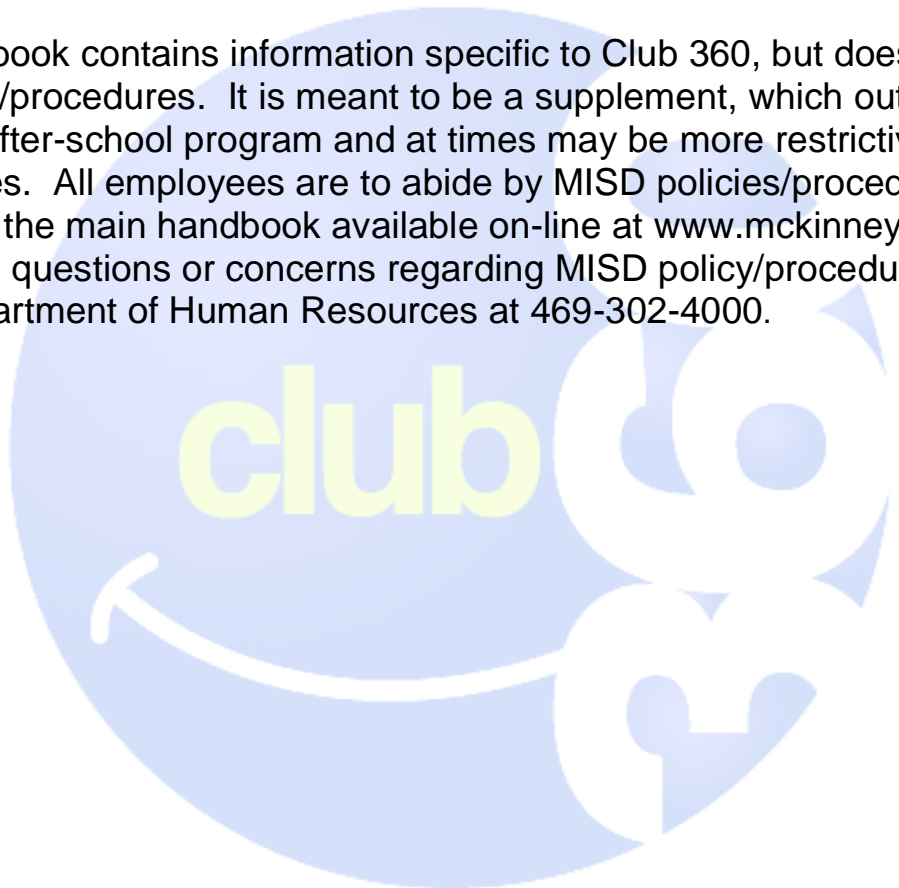 book contains information specific to Club 360, but does
/procedures. It is meant to be a supplement, which out
fter-school program and at times may be more restrictiv
es. All employees are to abide by MISD policies/proced
the main handbook available on-line at www.mckinney
questions or concerns regarding MISD policy/procedu
artment of Human Resources at 469-302-4000.
club
360